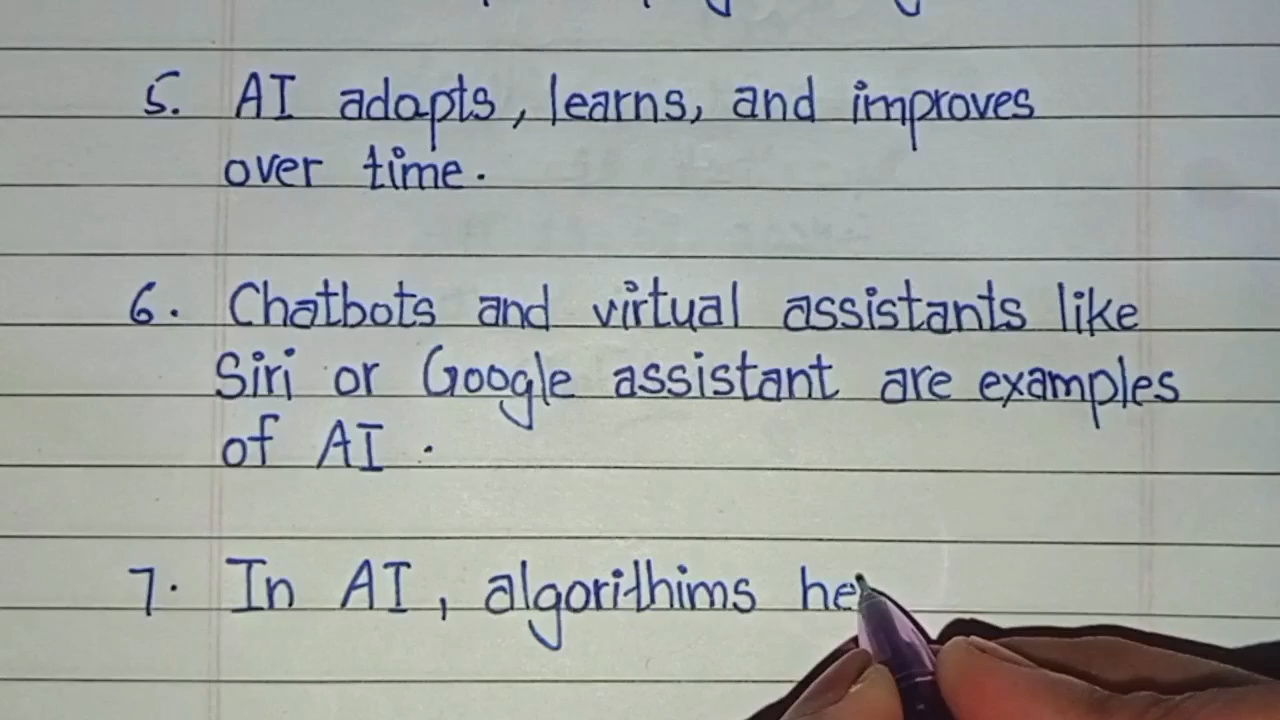 5. AI adapts, learns, and improves
over time.
6. Chatbots and virtual assistants like
Siri or Google assistant are examples
of AI.
7. In AI, algorithims he